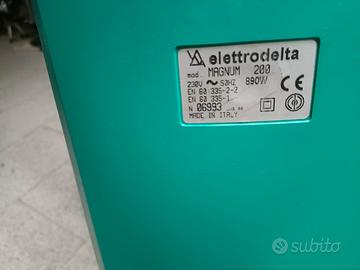 elettrodelta
mod. MAGNUM 200
230V ~ 50HZ 890W
EN 60 335-2-2
EN 60 335-1
N 06993
MADE IN ITALY
CE
subito